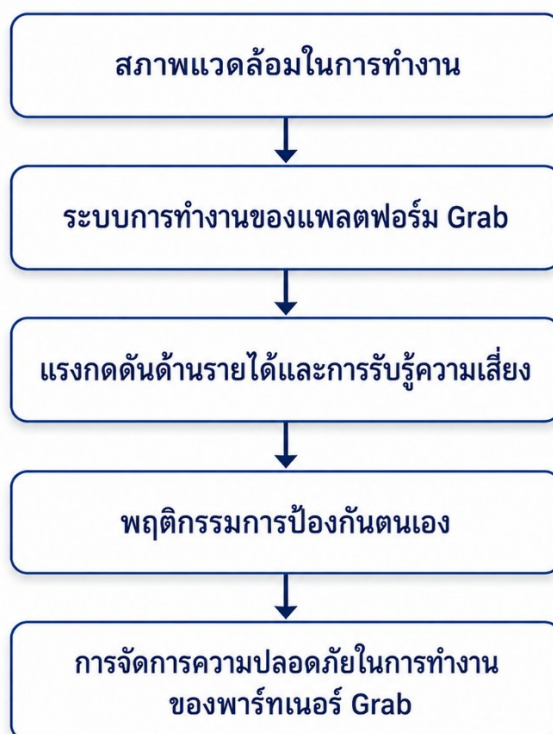 สภาพแวดล้อมในการทำงาน
ระบบการทำงานของแพลตฟอร์ม Grab
แรงกดดันด้านรายได้และการรับรู้ความเสี่ยง
พฤติกรรมการป้องกันตนเอง
การจัดการความปลอดภัยในการทำงาน
ของพาร์ทเนอร์ Grab